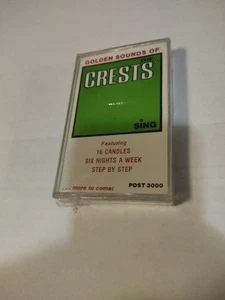 GOLDEN SOUNDS OF
THE
CRESTS
SING
Featuring
16 CANDLES
SIX NIGHTS A WEEK
STEP BY STEP
...more to come!
POST 3000